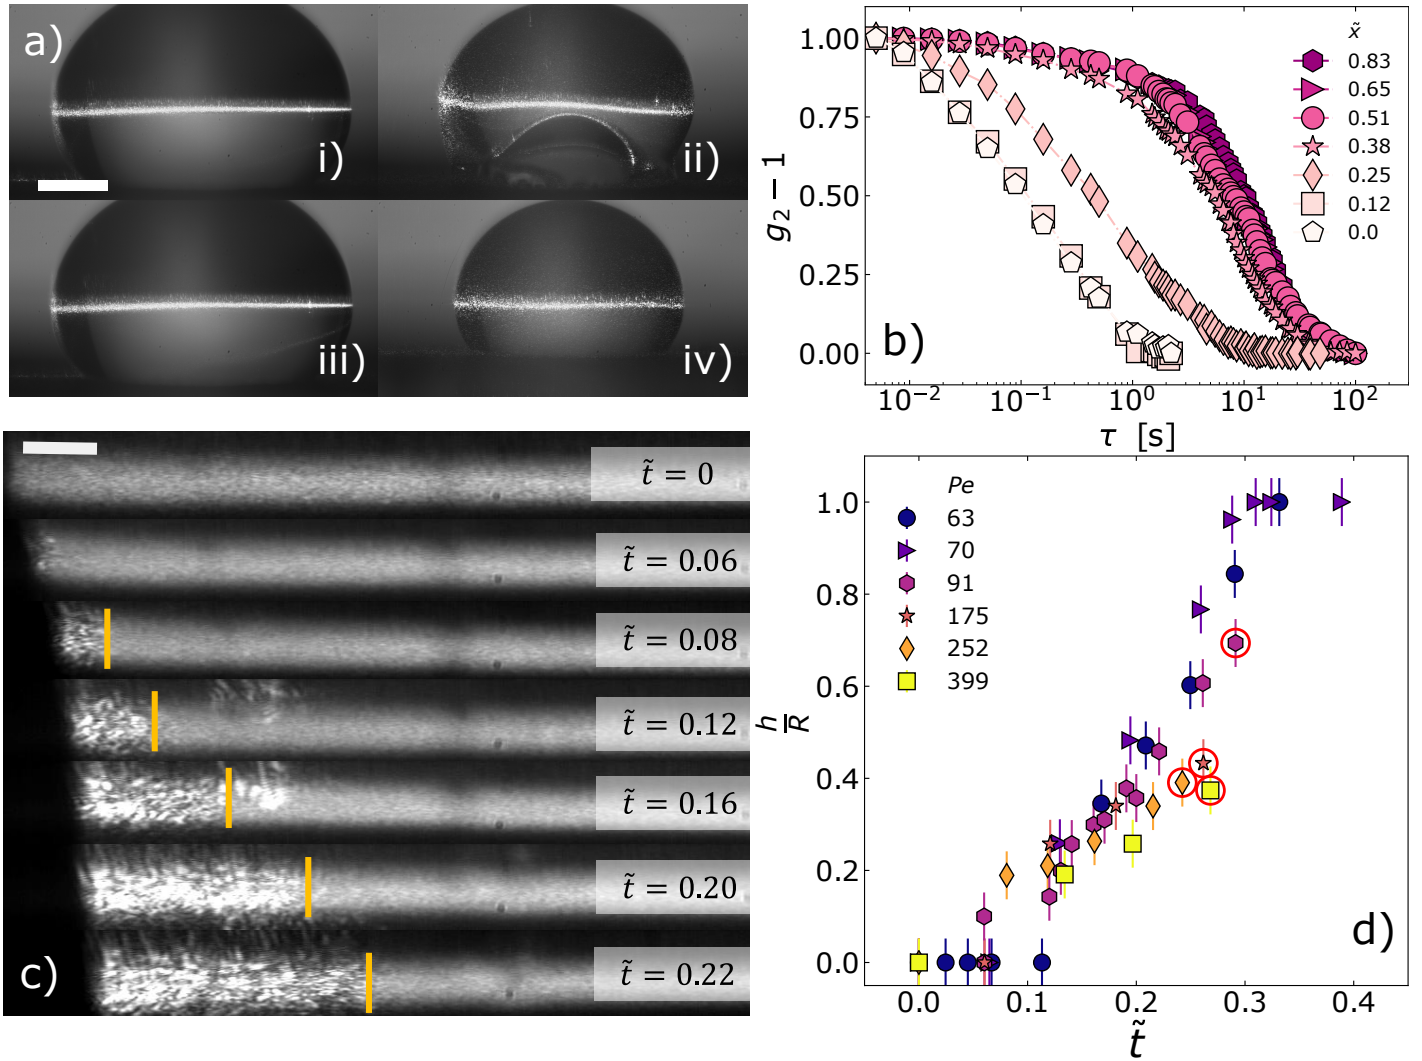 a)
i)
ii)
iii)
iv)
1.00
0.75
0.50
0.25
0.00
g₂ − 1
x̃
0.83
0.65
0.51
0.38
0.25
0.12
0.0
b)
10⁻² 10⁻¹ 10⁰ 10¹ 10²
τ [s]
t̃ = 0
t̃ = 0.06
t̃ = 0.08
t̃ = 0.12
t̃ = 0.16
t̃ = 0.20
t̃ = 0.22
c)
1.0
0.8
0.6
0.4
0.2
0.0
h
R
Pe
63
70
91
175
252
399
d)
0.0 0.1 0.2 0.3 0.4
t̃